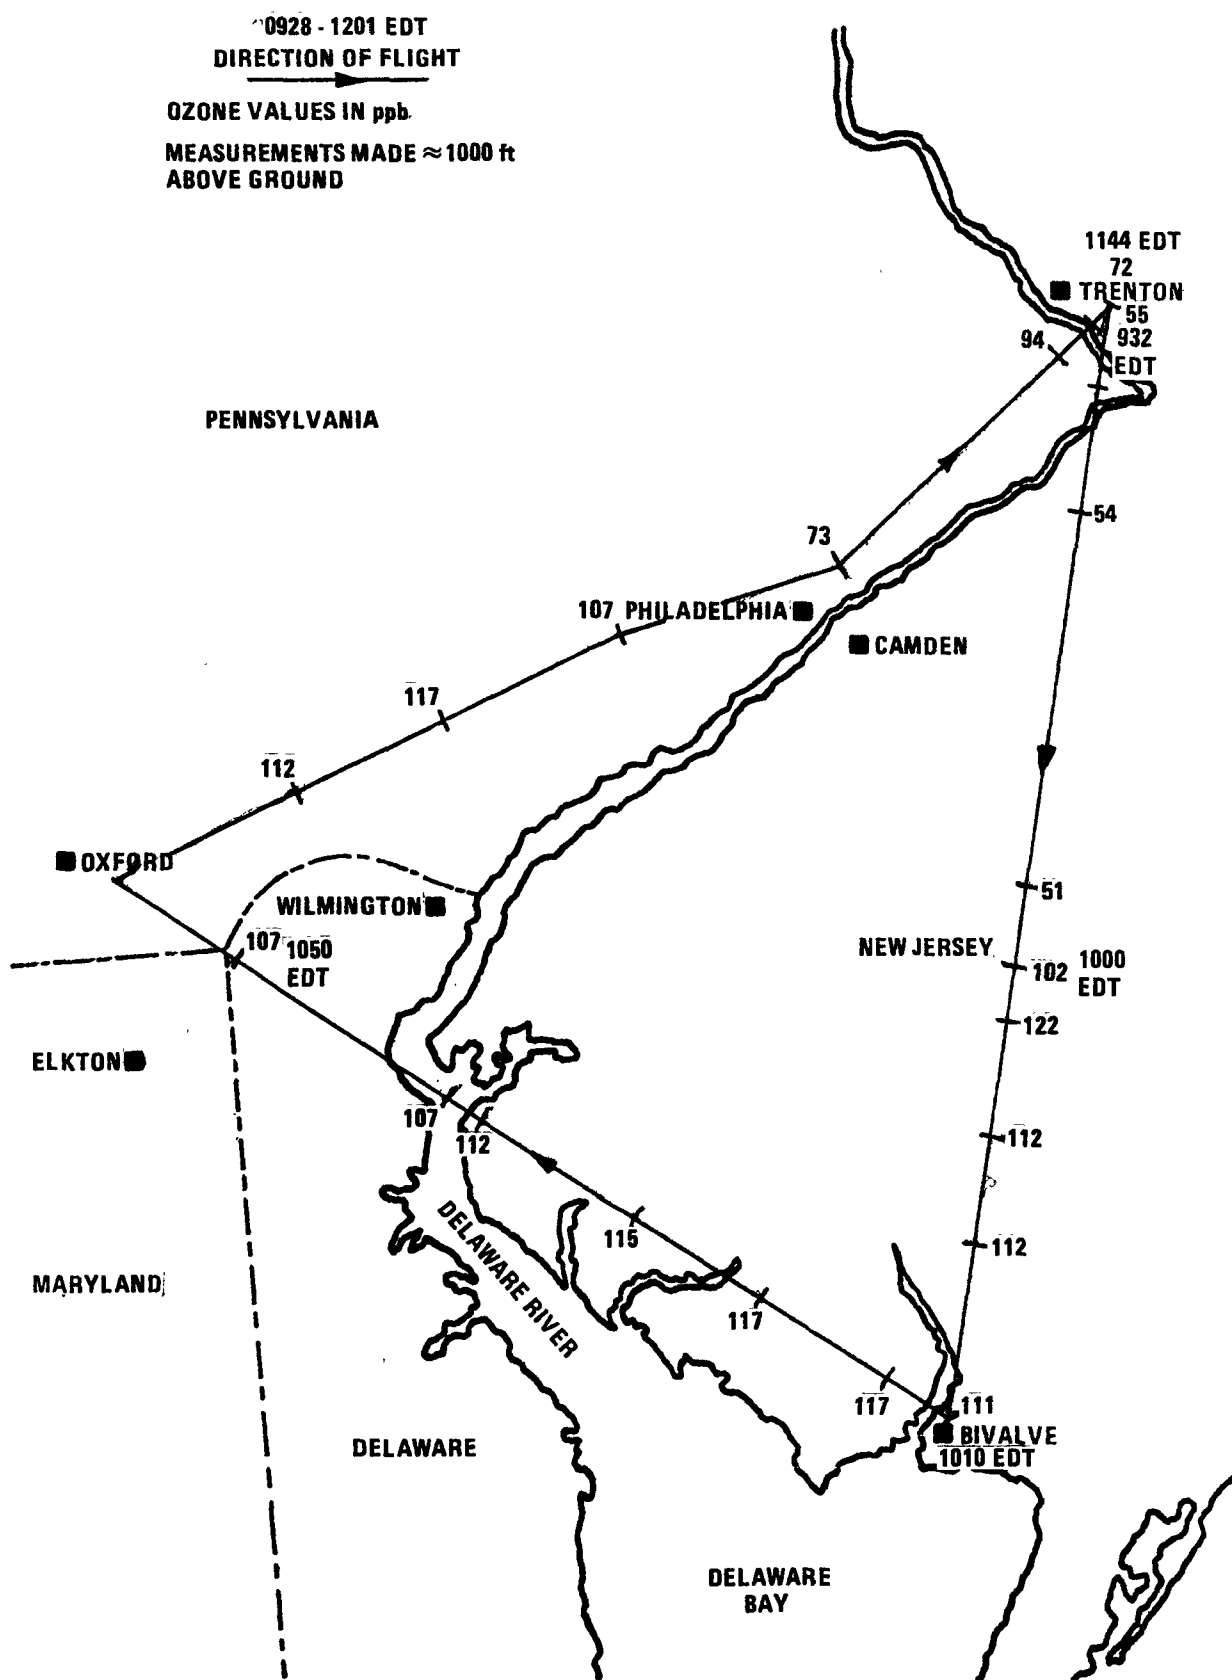 0928 - 1201 EDT
DIRECTION OF FLIGHT
OZONE VALUES IN ppb
MEASUREMENTS MADE ≈ 1000 ft
ABOVE GROUND
1144 EDT
72
TRENTON
55
932
EDT
94
PENNSYLVANIA
54
73
107 PHILADELPHIA
CAMDEN
117
112
OXFORD
51
WILMINGTON
107 1050
EDT
NEW JERSEY
102 1000
EDT
122
ELKTON
107
112
112
DELAWARE RIVER
115
112
MARYLAND
117
117
111
BIVALVE
1010 EDT
DELAWARE
DELAWARE
BAY